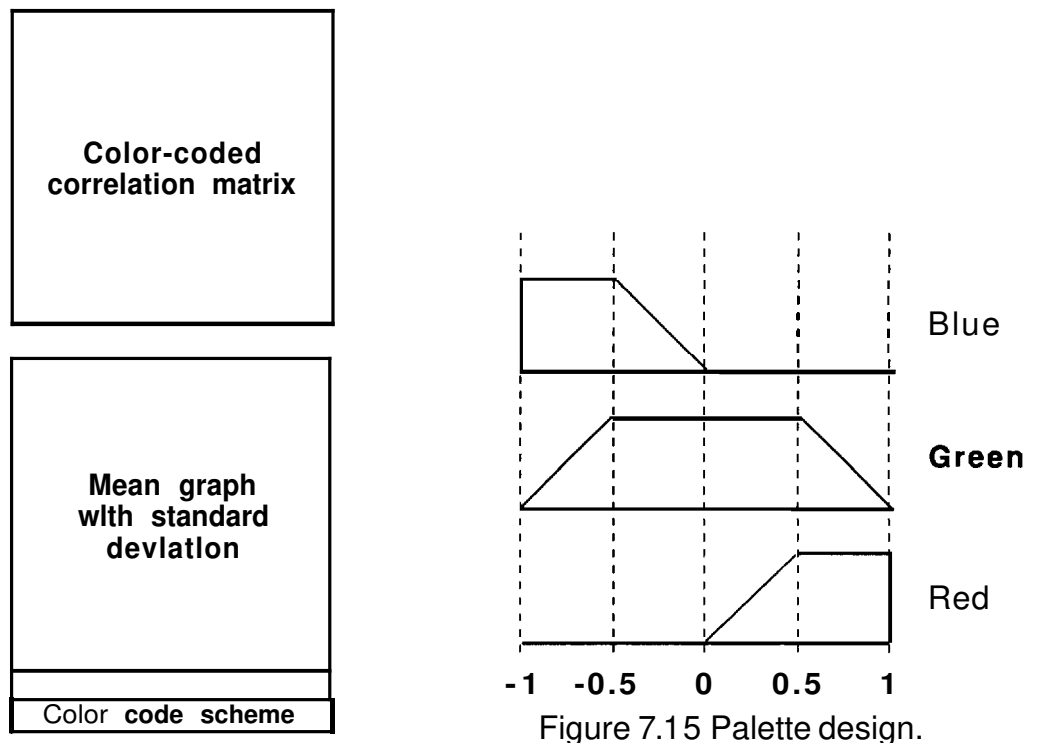 Color-coded
correlation matrix
Mean graph
wlth standard
devlatlon
Color code scheme
Blue
Green
Red
-1 -0.5 0 0.5 1
Figure 7.15 Palette design.